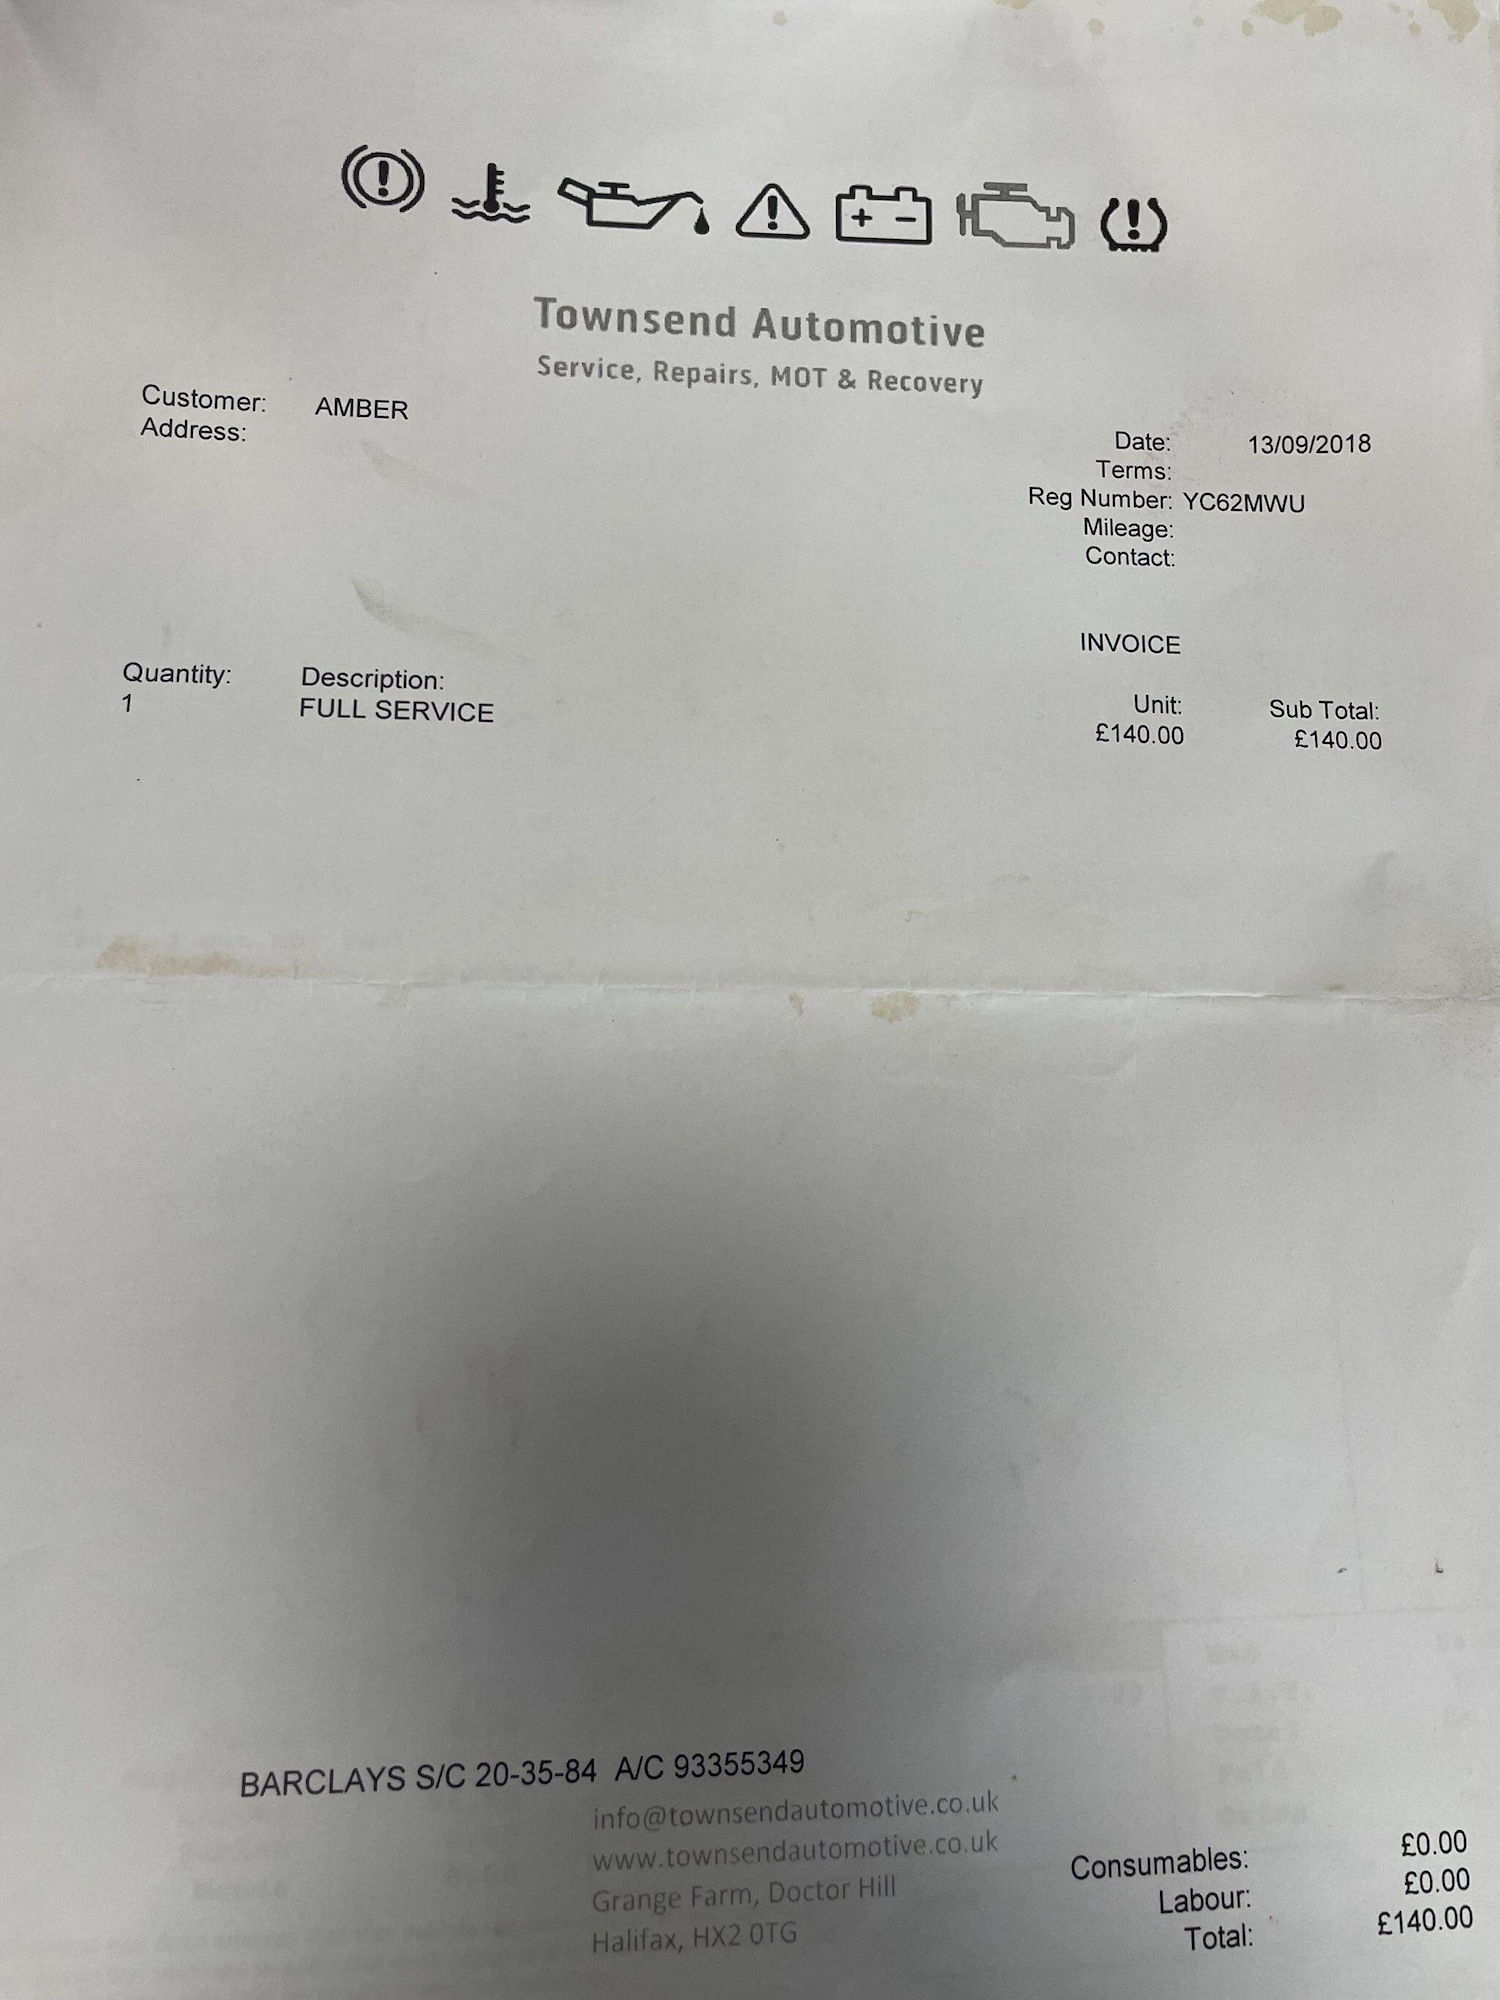 Townsend Automotive
Service, Repairs, MOT & Recovery
Customer: AMBER
Address:
Date: 13/09/2018
Terms:
Reg Number: YC62MWU
Mileage:
Contact:
INVOICE
Quantity: Description: Unit: Sub Total:
1 FULL SERVICE £140.00 £140.00
BARCLAYS S/C 20-35-84 A/C 93355349
info@townsendautomotive.co.uk
www.townsendautomotive.co.uk
Grange Farm, Doctor Hill
Halifax, HX2 0TG
Consumables: £0.00
Labour: £0.00
Total: £140.00